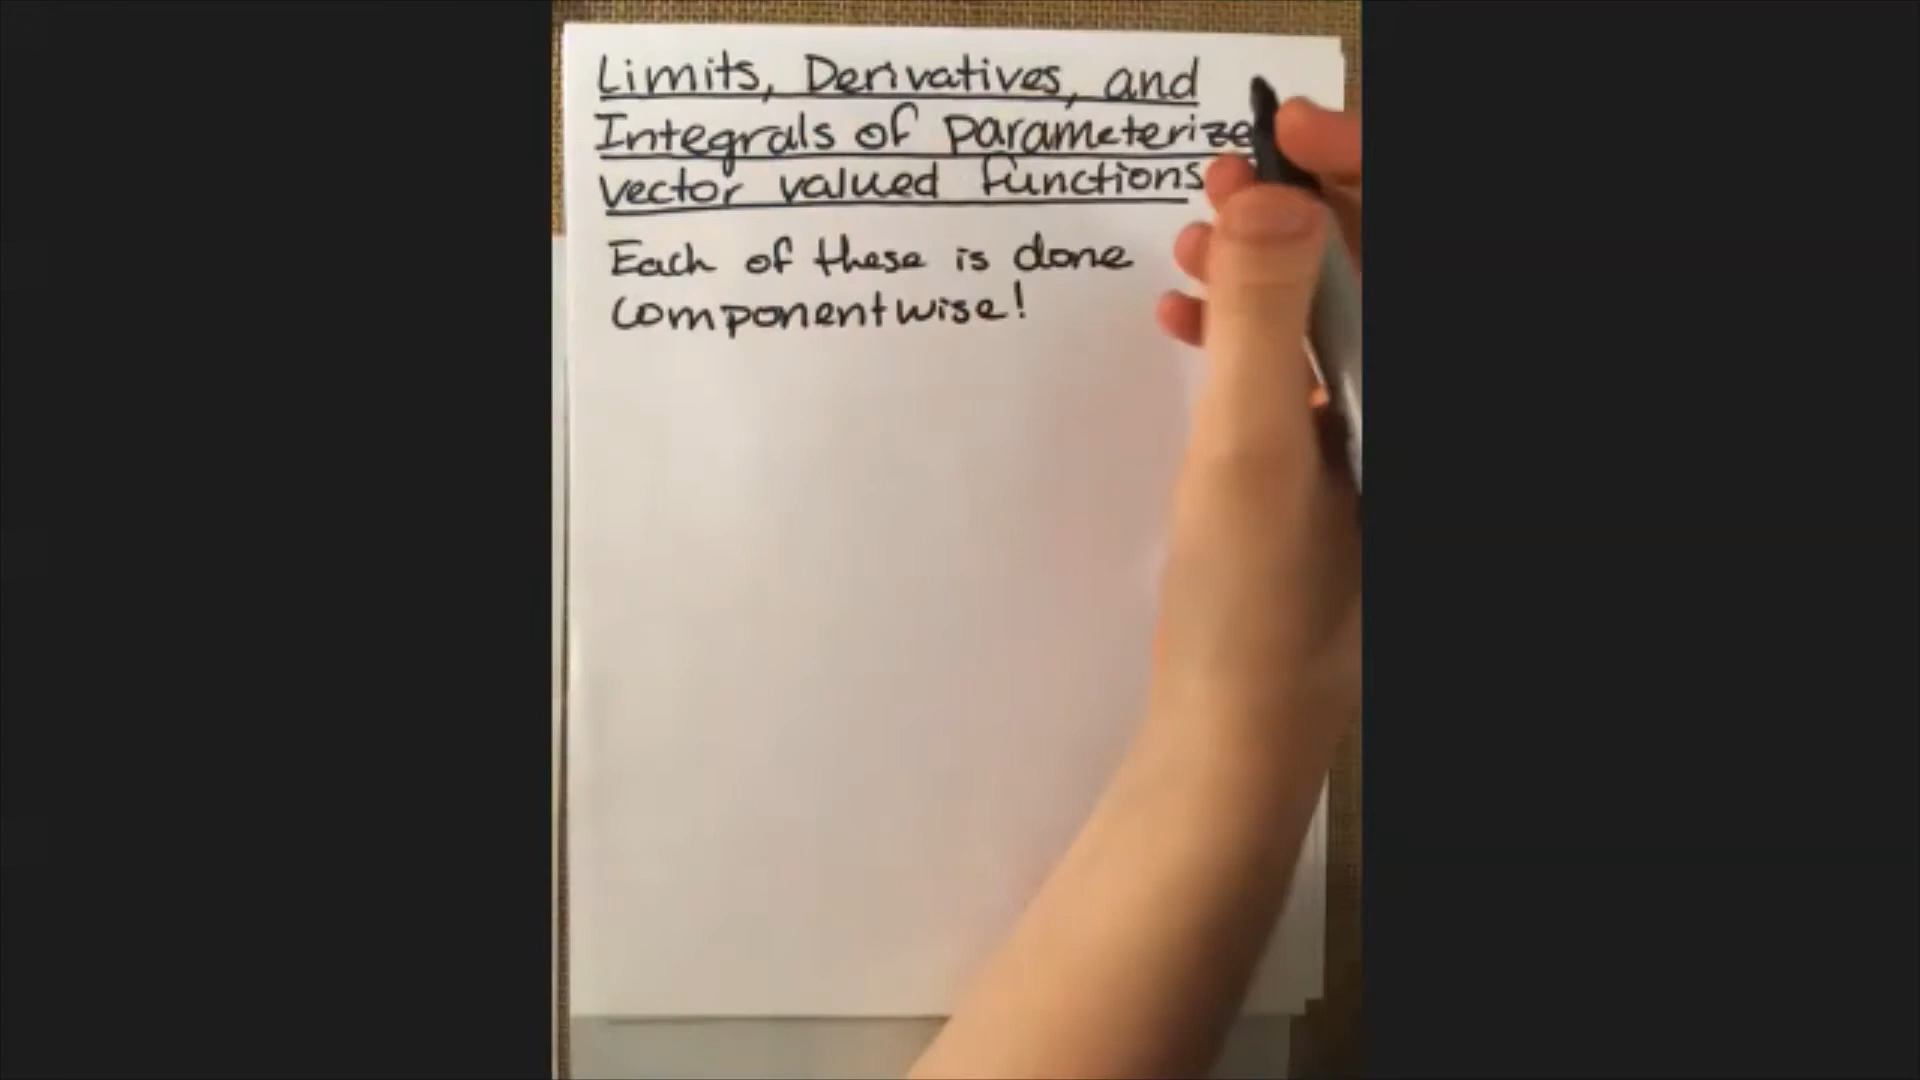 Limits, Derivatives, and
Integrals of parameterize
vector valued functions
Each of these is done
componentwise!